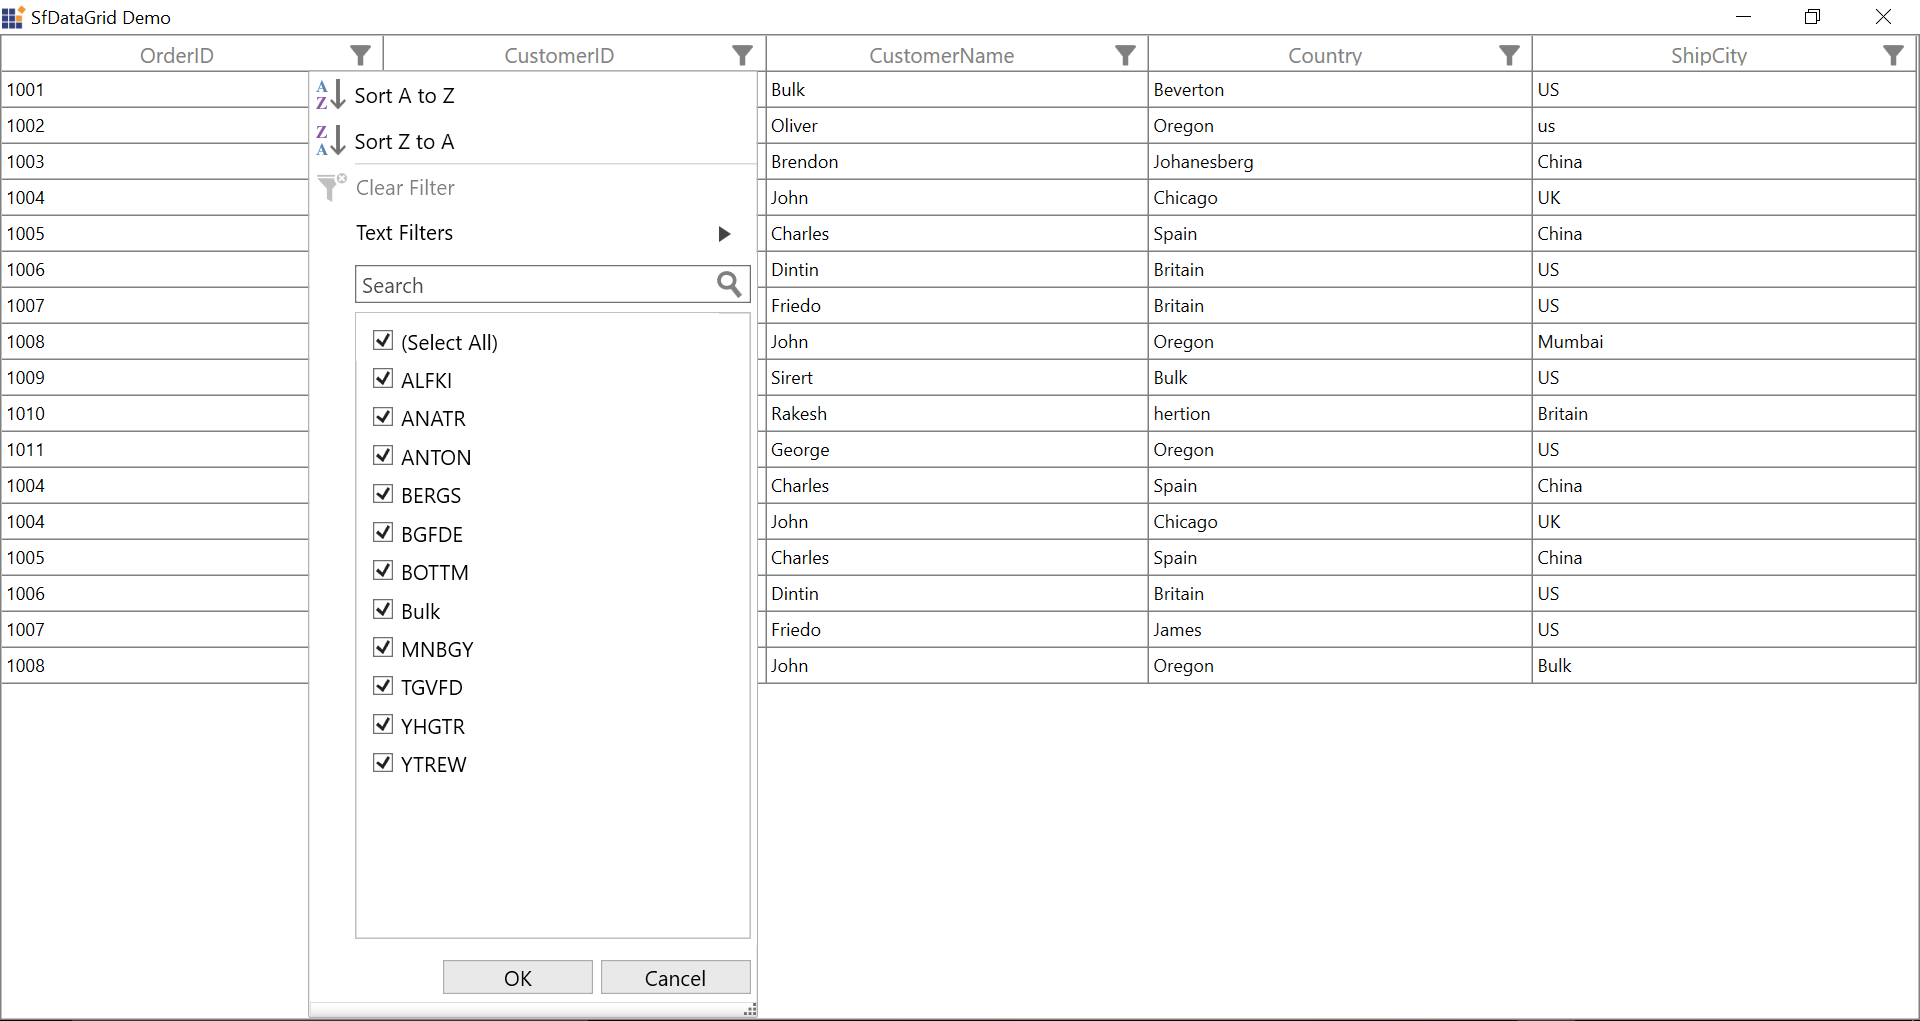 SfDataGrid Demo
OrderID CustomerID CustomerName Country ShipCity
1001 Bulk Beverton US
1002 Oliver Oregon us
1003 Brendon Johanesberg China
1004 John Chicago UK
1005 Charles Spain China
1006 Dintin Britain US
1007 Friedo Britain US
1008 John Oregon Mumbai
1009 Sirert Bulk US
1010 Rakesh hertion Britain
1011 George Oregon US
1004 Charles Spain China
1004 John Chicago UK
1005 Charles Spain China
1006 Dintin Britain US
1007 Friedo James US
1008 John Oregon Bulk
A
Z Sort A to Z
Z
A Sort Z to A
Clear Filter
Text Filters
Search
(Select All)
ALFKI
ANATR
ANTON
BERGS
BGFDE
BOTTM
Bulk
MNBGY
TGVFD
YHGTR
YTREW
OK Cancel